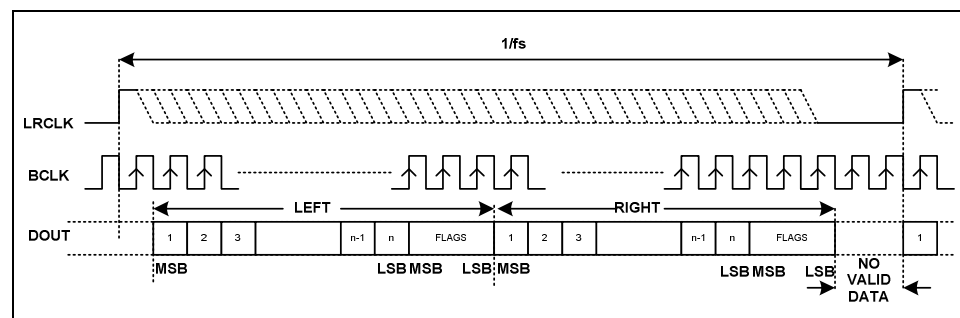 1/fs
LRCLK
BCLK
LEFT
RIGHT
DOUT
1 2 3 n-1 n FLAGS 1 2 3 n-1 n FLAGS 1
MSB LSB MSB LSB MSB LSB MSB LSB
NO
VALID
DATA